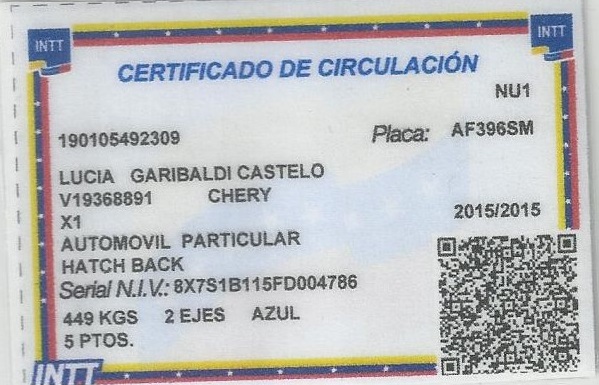 INTT INTT
CERTIFICADO DE CIRCULACIÓN
NU1
190105492309 Placa: AF396SM
LUCIA GARIBALDI CASTELO
V19368891 CHERY
X1 2015/2015
AUTOMOVIL PARTICULAR
HATCH BACK
Serial N.I.V.: 8X7S1B115FD004786
449 KGS 2 EJES AZUL
5 PTOS.
INTT